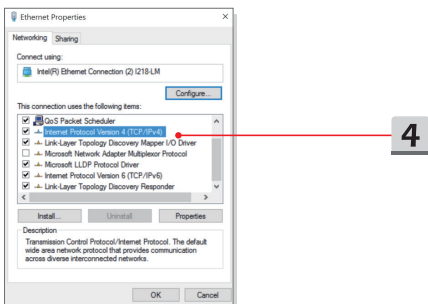 Ethernet Properties
Networking Sharing
Connect using:
Intel(R) Ethernet Connection (2) I218-LM
Configure...
This connection uses the following items:
QoS Packet Scheduler
Internet Protocol Version 4 (TCP/IPv4)
Link-Layer Topology Discovery Mapper I/O Driver
Microsoft Network Adapter Multiplexor Protocol
Microsoft LLDP Protocol Driver
Internet Protocol Version 6 (TCP/IPv6)
Link-Layer Topology Discovery Responder
Install... Uninstall Properties
Description
Transmission Control Protocol/Internet Protocol. The default
wide area network protocol that provides communication
across diverse interconnected networks.
OK Cancel
4